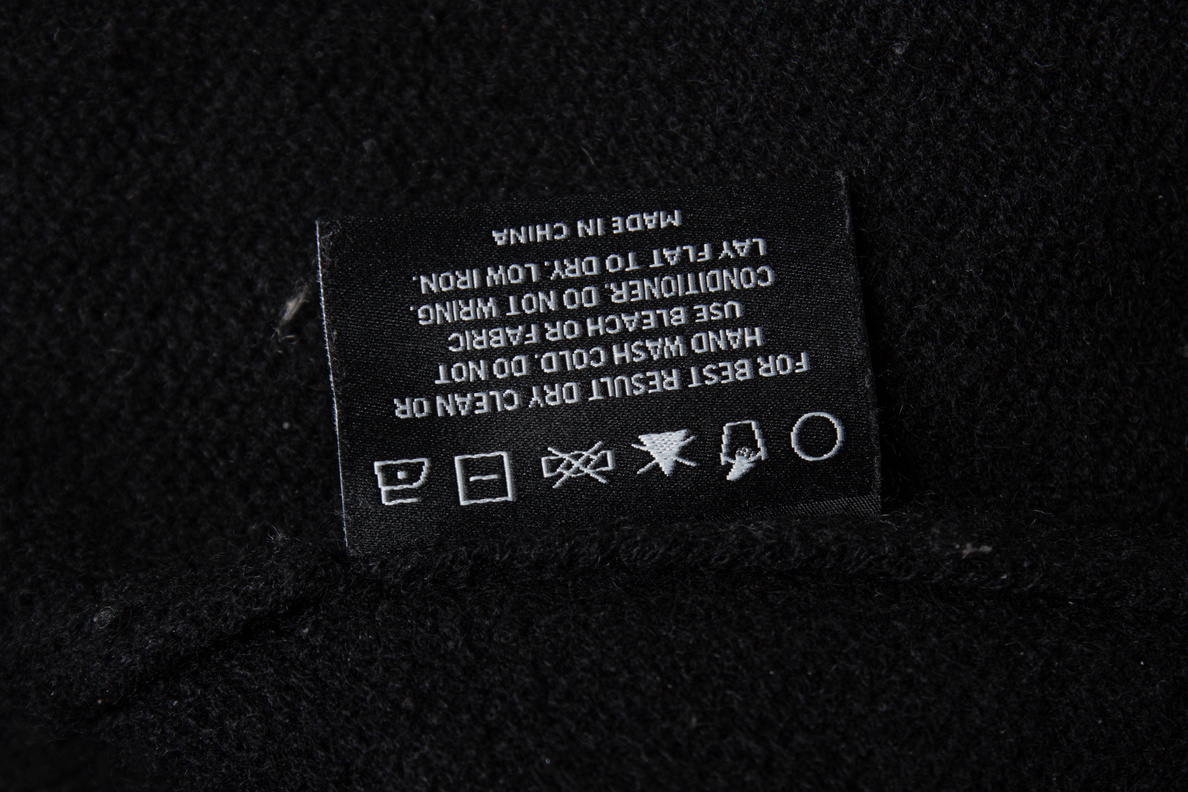 FOR BEST RESULT DRY CLEAN OR
HAND WASH COLD. DO NOT
USE BLEACH OR FABRIC
CONDITIONER. DO NOT WRING.
LAY FLAT TO DRY. LOW IRON.
MADE IN CHINA